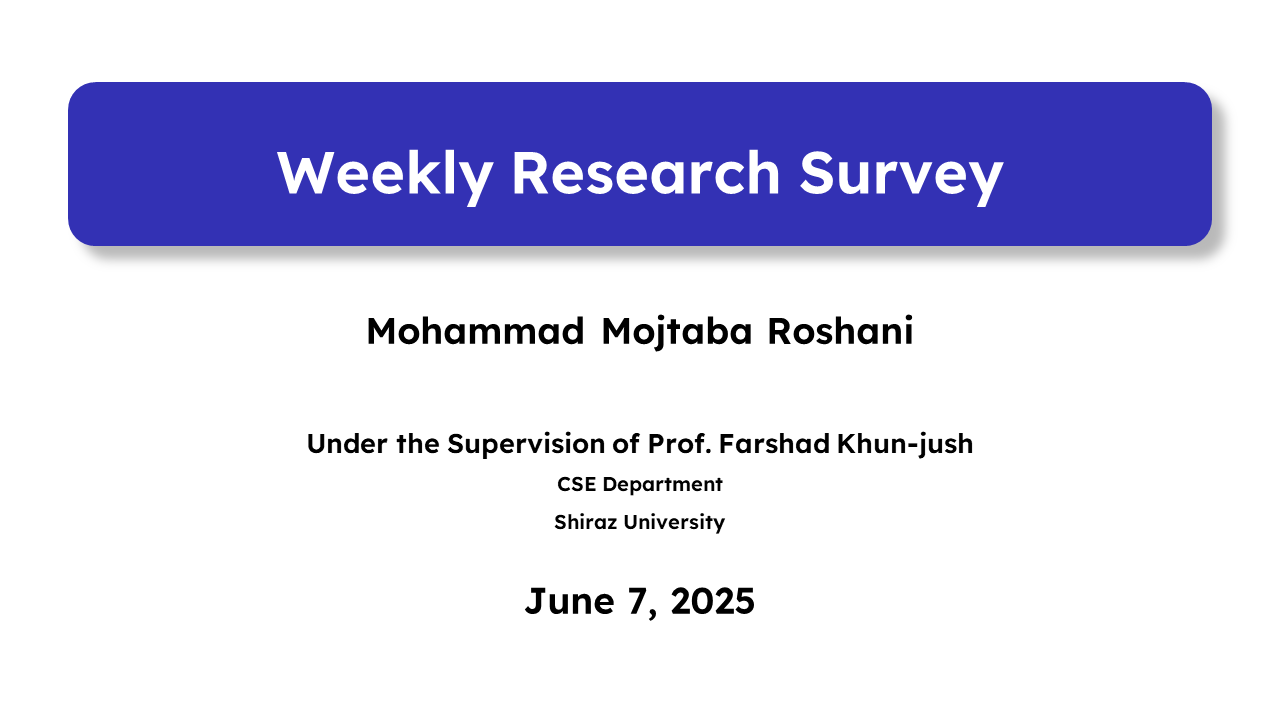 Weekly Research Survey
Mohammad Mojtaba Roshani
Under the Supervision of Prof. Farshad Khun-jush
CSE Department
Shiraz University
June 7, 2025